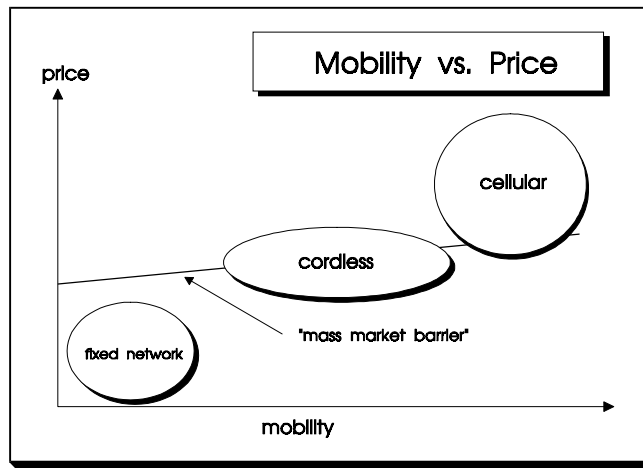 Mobility vs. Price
price
cellular
cordless
"mass market barrier"
fixed network
mobility